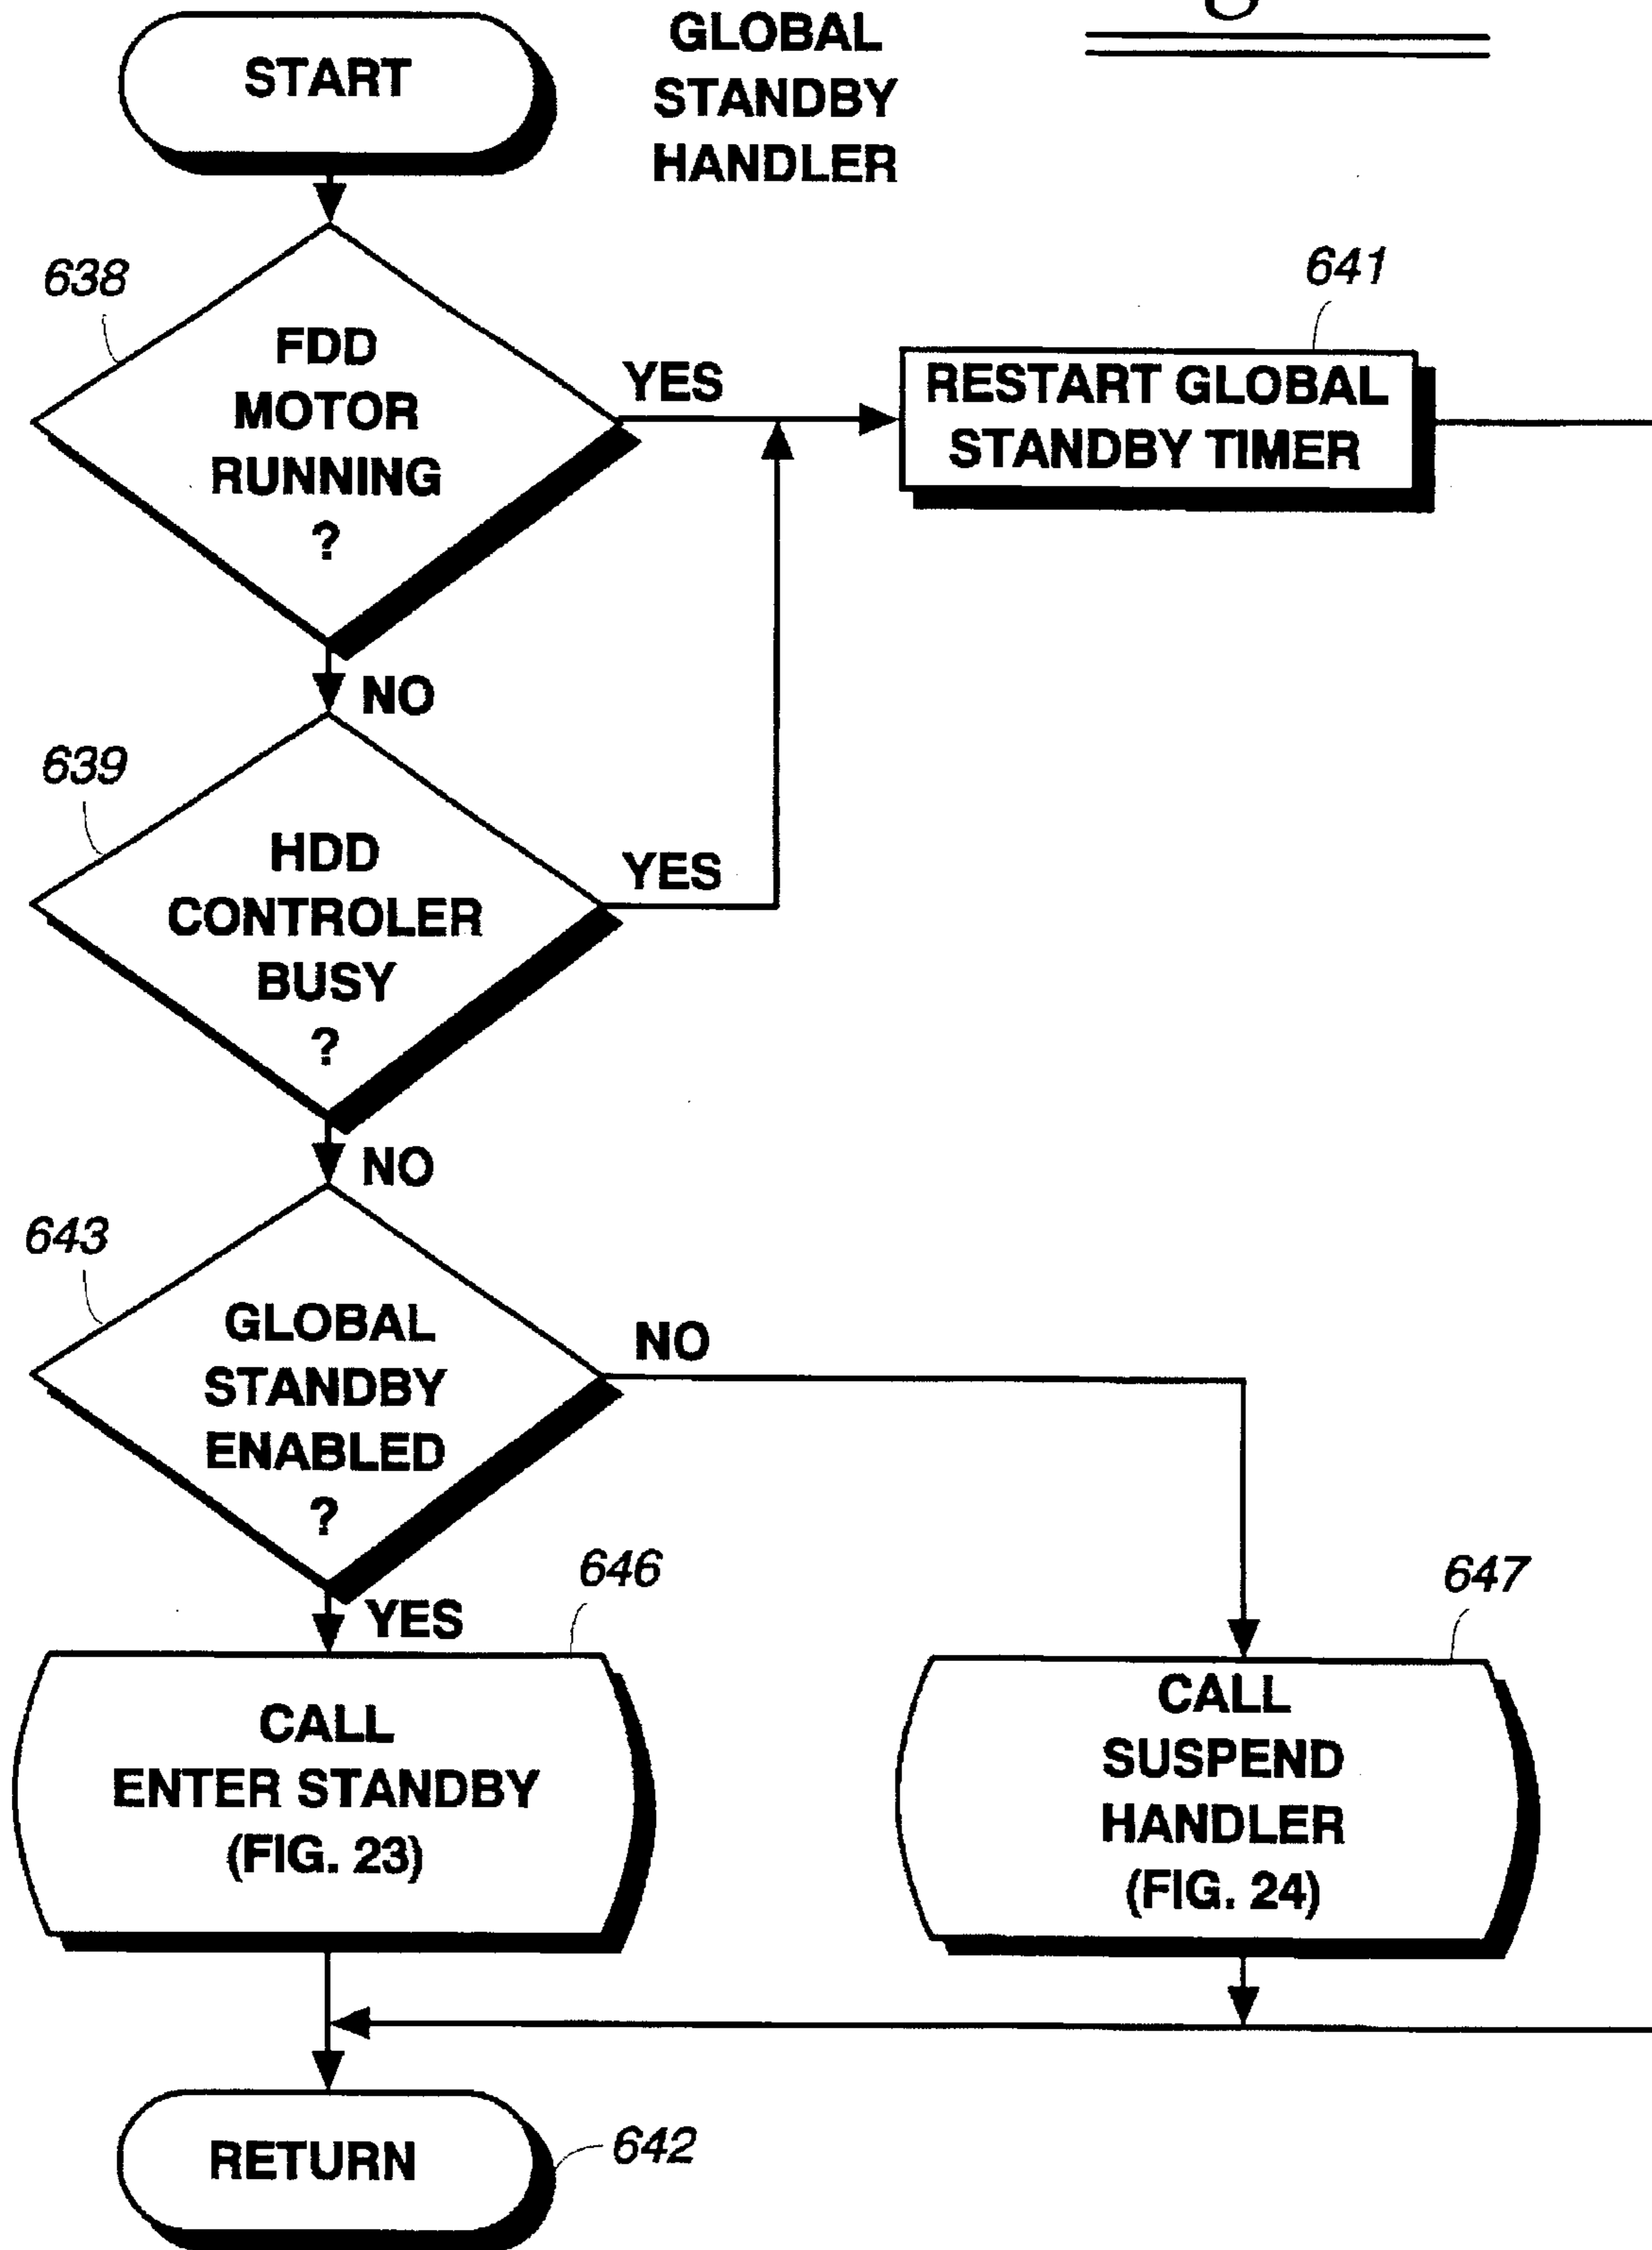 START
GLOBAL
STANDBY
HANDLER
638
FDD
MOTOR
RUNNING
?
YES
641
RESTART GLOBAL
STANDBY TIMER
NO
639
HDD
CONTROLER
BUSY
?
YES
NO
643
GLOBAL
STANDBY
ENABLED
?
NO
YES
646
CALL
ENTER STANDBY
(FIG. 23)
647
CALL
SUSPEND
HANDLER
(FIG. 24)
RETURN
642